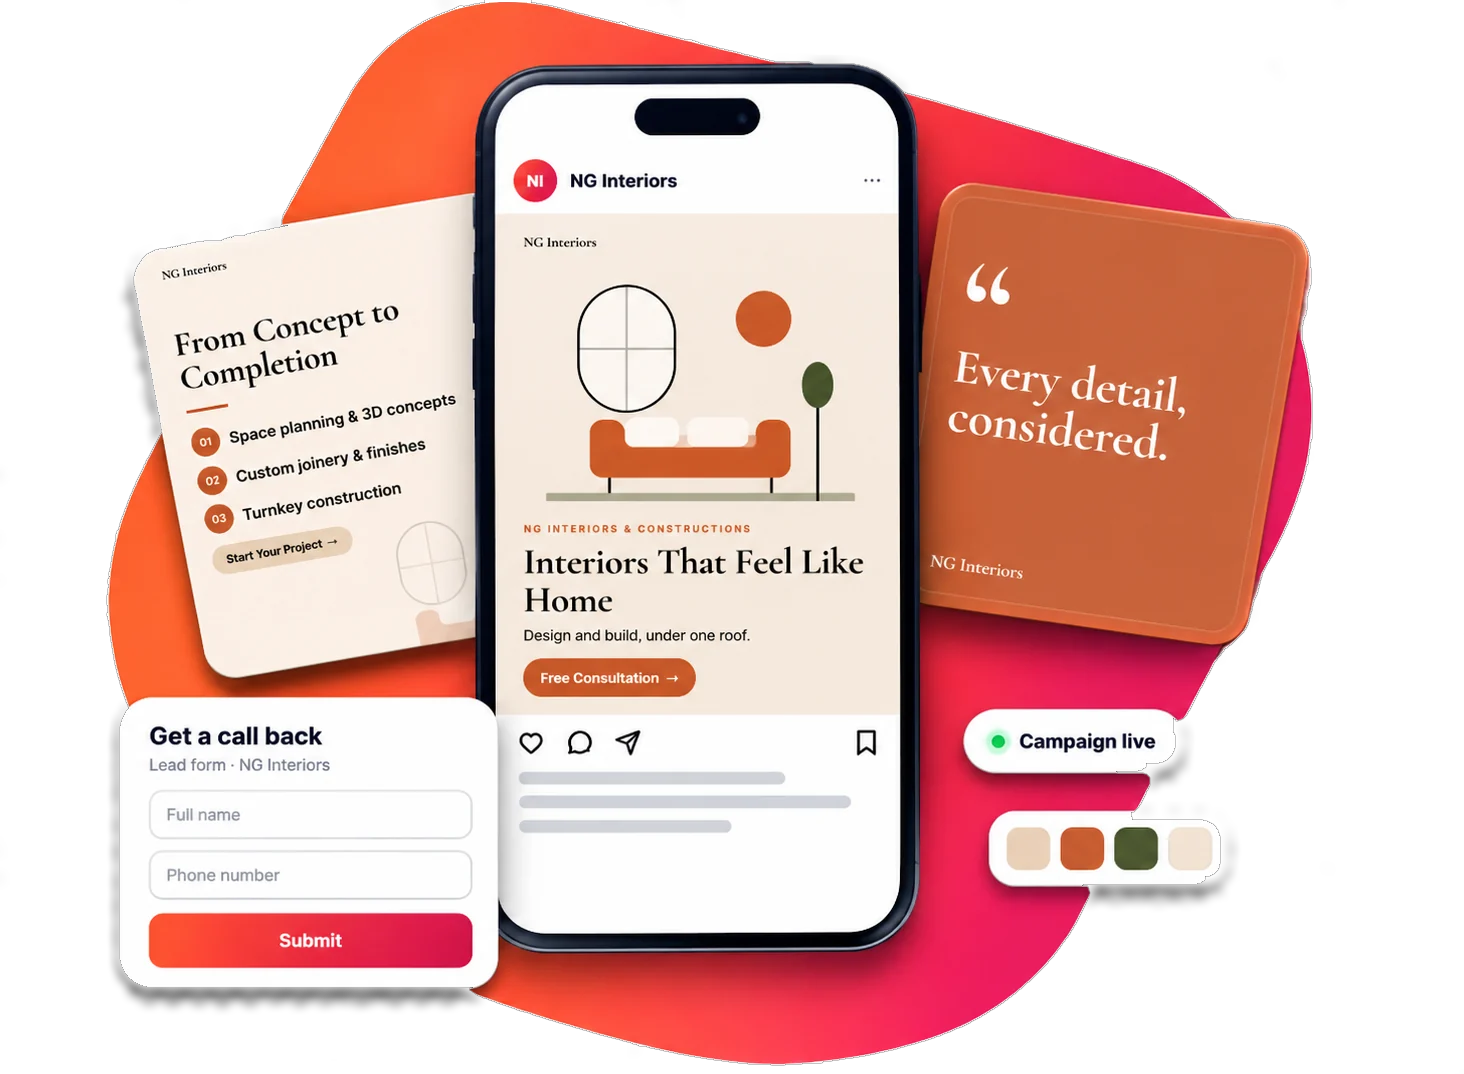 NI
NG Interiors
NG Interiors
NG INTERIORS & CONSTRUCTIONS
Interiors That Feel Like
Home
Design and build, under one roof.
Free Consultation →
NG Interiors
From Concept to
Completion
01 Space planning & 3D concepts
02 Custom joinery & finishes
03 Turnkey construction
Start Your Project →
“
Every detail,
considered.
NG Interiors
Get a call back
Lead form · NG Interiors
Full name
Phone number
Submit
Campaign live